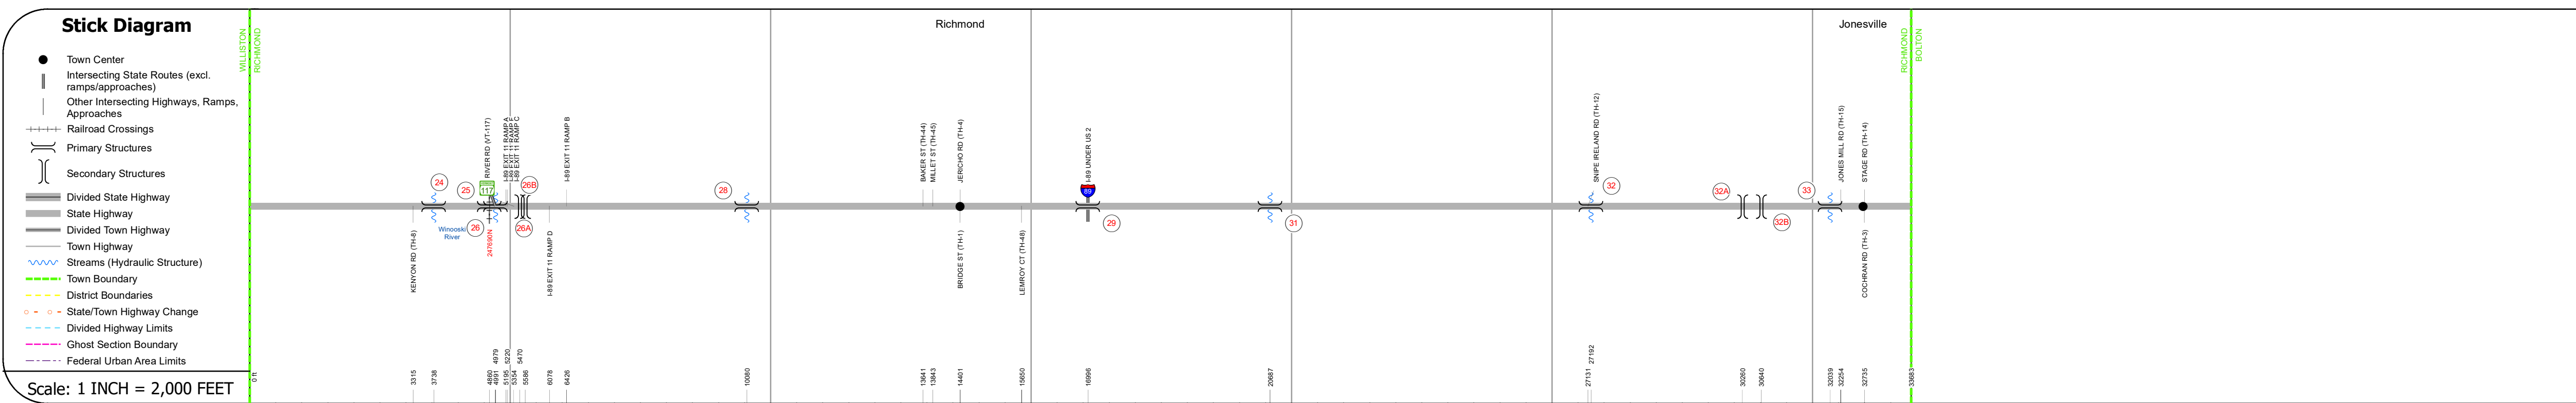 Stick Diagram
Town Center
Intersecting State Routes (excl.
ramps/approaches)
Other Intersecting Highways, Ramps,
Approaches
Railroad Crossings
Primary Structures
Secondary Structures
Divided State Highway
State Highway
Divided Town Highway
Town Highway
Streams (Hydraulic Structure)
Town Boundary
District Boundaries
State/Town Highway Change
Divided Highway Limits
Ghost Section Boundary
Federal Urban Area Limits
Scale: 1 INCH = 2,000 FEET
WILLISTON
RICHMOND
Richmond
Jonesville
RICHMOND
BOLTON
KENYON RD (TH-8)
24
Winooski
River
25
26
RIVER RD (VT-117)
117
247690N
I-89 EXIT 11 RAMP A
I-89 EXIT 11 RAMP C
26B
26A
I-89 EXIT 11 RAMP D
I-89 EXIT 11 RAMP B
28
BAKER ST (TH-44)
MILLET ST (TH-45)
JERICHO RD (TH-4)
BRIDGE ST (TH-1)
LEMROY CT (TH-48)
I-89 UNDER US 2
89
29
31
SNIPE IRELAND RD (TH-12)
32
32A
32B
33
JONES MILL RD (TH-15)
STAGE RD (TH-14)
COCHRAN RD (TH-3)
0 ft
3315
3738
4860
4979
4991
5195
5220
5354
5470
5586
6078
6426
10080
13641
13843
14401
15650
16996
20687
27131
27192
30260
30640
32039
32254
32735
33683